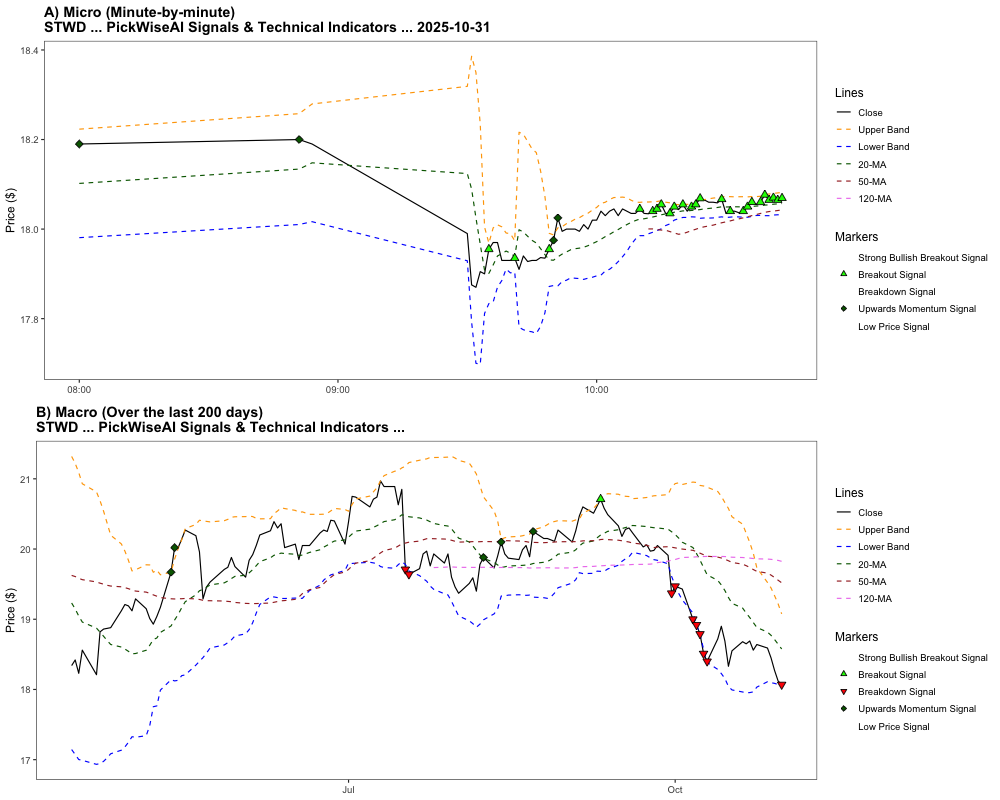 A) Micro (Minute-by-minute)
STWD ... PickWiseAI Signals & Technical Indicators ... 2025-10-31
Price ($)
18.4
18.2
18.0
17.8
08:00
09:00
10:00
Lines
Close
Upper Band
Lower Band
20-MA
50-MA
120-MA
Markers
Strong Bullish Breakout Signal
Breakout Signal
Breakdown Signal
Upwards Momentum Signal
Low Price Signal
B) Macro (Over the last 200 days)
STWD ... PickWiseAI Signals & Technical Indicators ...
Price ($)
21
20
19
18
17
Jul
Oct
Lines
Close
Upper Band
Lower Band
20-MA
50-MA
120-MA
Markers
Strong Bullish Breakout Signal
Breakout Signal
Breakdown Signal
Upwards Momentum Signal
Low Price Signal